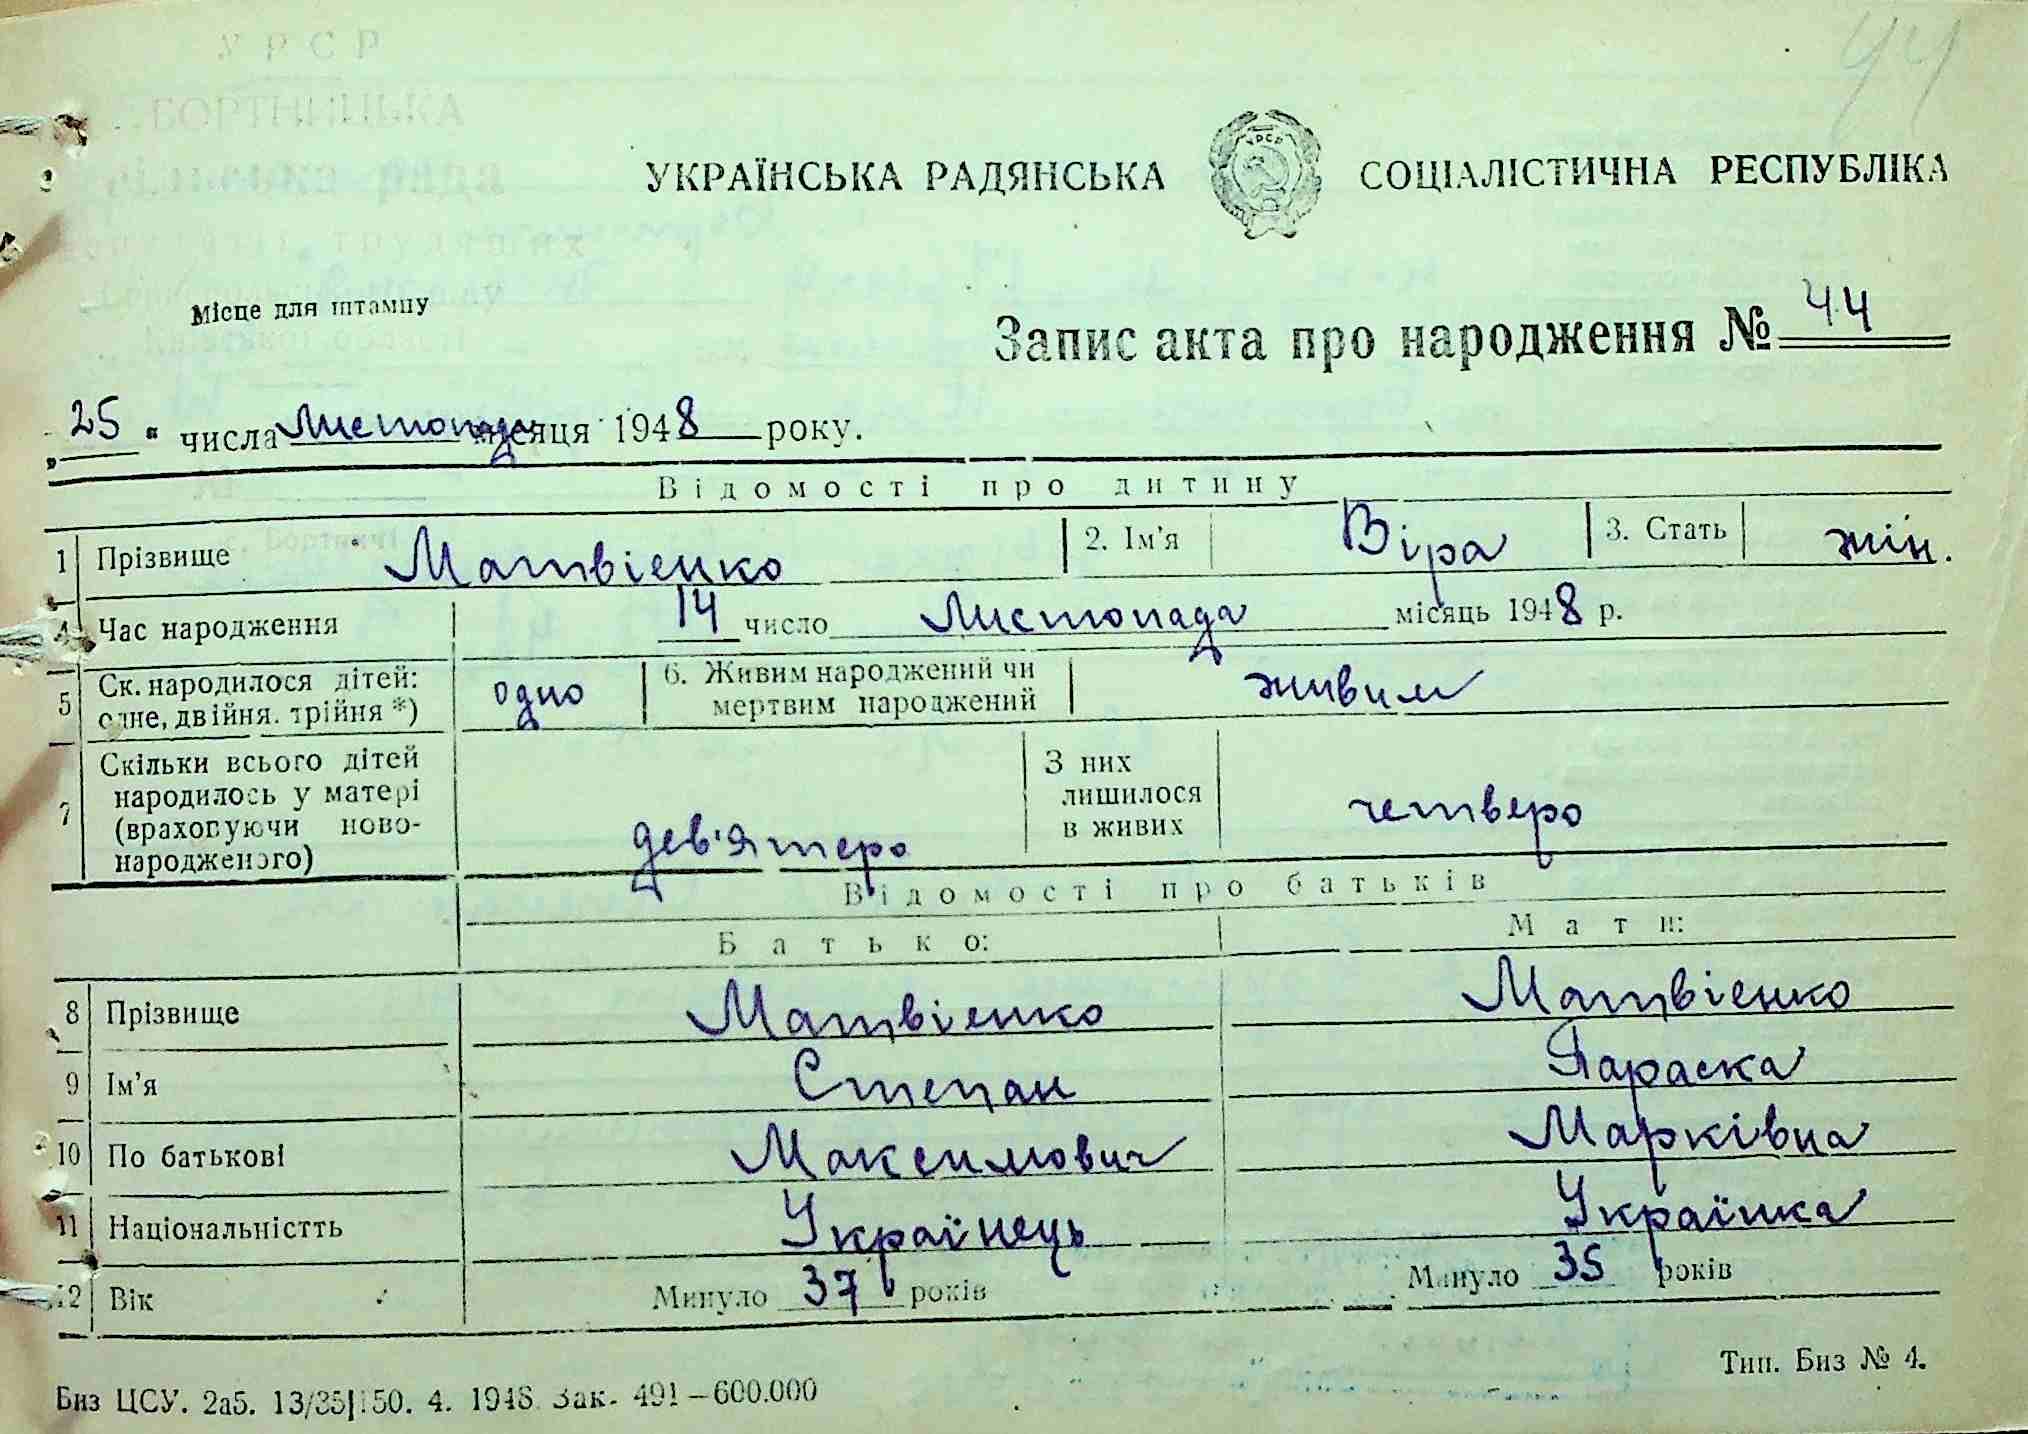 44
УРСР
БОРТНИЦЬКА
сільська рада
трудящих
Місце для штампу
УКРАЇНСЬКА РАДЯНСЬКА СОЦІАЛІСТИЧНА РЕСПУБЛІКА
УРСР
Запис акта про народження № 44
„25“ числа Листопада місяця 1948 року.
Відомості про дитину
1 Прізвище Матвієнко 2. Ім'я Віра 3. Стать жін.
4 Час народження 14 число Листопада місяць 1948 р.
5 Ск. народилося дітей: одне, двійня, трійня *) одно 6. Живим народжений чи мертвим народжений живим
7 Скільки всього дітей народилось у матері (враховуючи ново-народженого) дев'ятеро З них лишилося в живих четверо
Відомості про батьків
Батько: Мати:
8 Прізвище Матвієнко Матвієнко
9 Ім'я Степан Параска
10 По батькові Максимович Марківна
11 Національністть Українець Українка
12 Вік Минуло 37 років Минуло 35 років
Биз ЦСУ. 2а5. 13/35|150. 4. 1948. Зак. 491–600.000 Тип. Биз № 4.